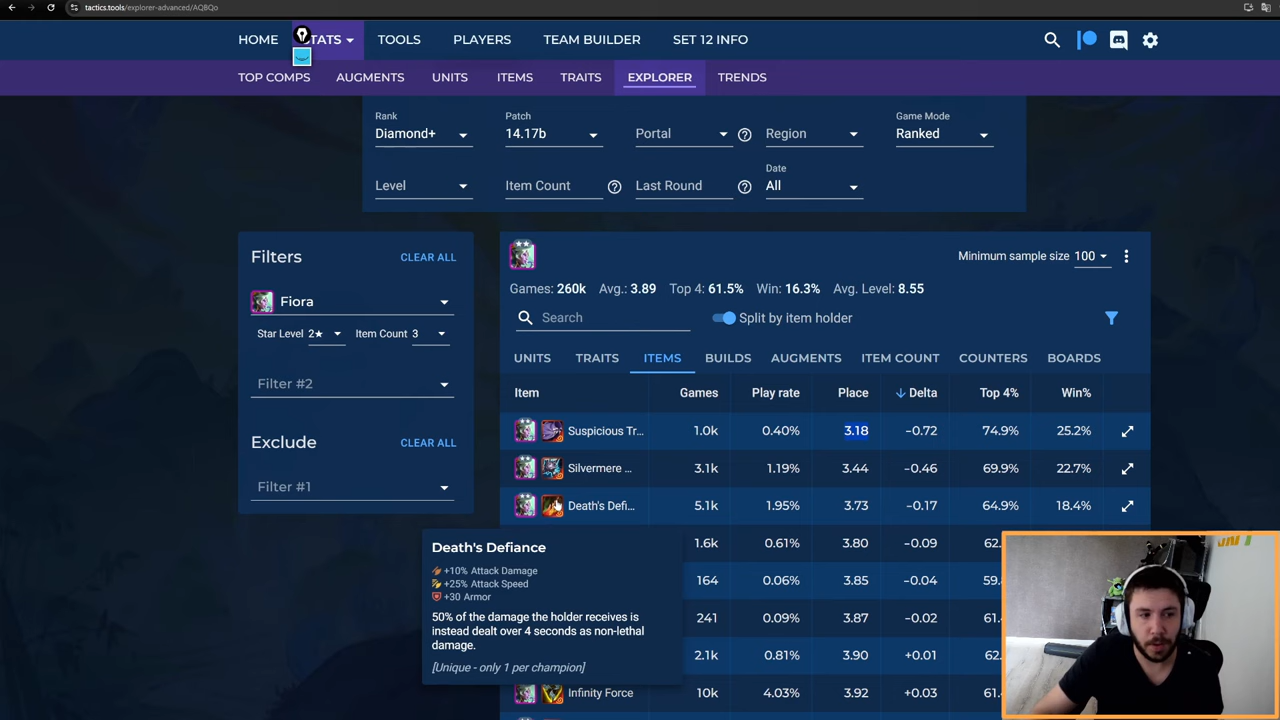 tactics.tools/explorer-advanced/AQBQo
HOME
TATS
TOOLS
PLAYERS
TEAM BUILDER
SET 12 INFO
TOP COMPS
AUGMENTS
UNITS
ITEMS
TRAITS
EXPLORER
TRENDS
Rank
Diamond+
Patch
14.17b
Portal
Region
Game Mode
Ranked
Level
Item Count
Last Round
Date
All
Filters
CLEAR ALL
Fiora
Star Level 2★
Item Count 3
Filter #2
Exclude
CLEAR ALL
Filter #1
Minimum sample size 100
Games: 260k Avg.: 3.89 Top 4: 61.5% Win: 16.3% Avg. Level: 8.55
Search
Split by item holder
UNITS TRAITS ITEMS BUILDS AUGMENTS ITEM COUNT COUNTERS BOARDS
Item Games Play rate Place Delta Top 4% Win%
Suspicious Tr... 1.0k 0.40% 3.18 −0.72 74.9% 25.2%
Silvermere ... 3.1k 1.19% 3.44 −0.46 69.9% 22.7%
Death's Defi... 5.1k 1.95% 3.73 −0.17 64.9% 18.4%
1.6k 0.61% 3.80 −0.09 62.
164 0.06% 3.85 −0.04 59.
241 0.09% 3.87 −0.02 61.
2.1k 0.81% 3.90 +0.01 62.
Infinity Force 10k 4.03% 3.92 +0.03 61.
Death's Defiance
+10% Attack Damage
+25% Attack Speed
+30 Armor
50% of the damage the holder receives is
instead dealt over 4 seconds as non-lethal
damage.
[Unique - only 1 per champion]